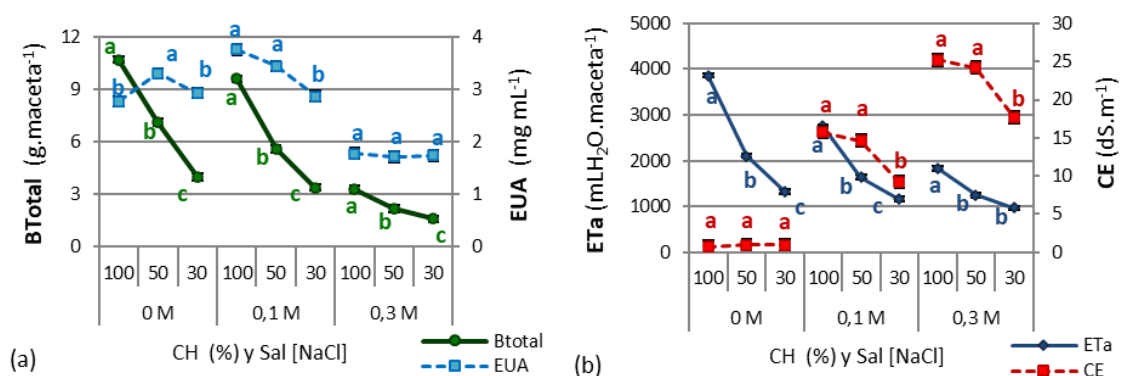 BTotal (g.maceta⁻¹)
12
9
6
3
0
a
b
c
a
b
c
a
b
c
b
a
b
a
a
b
a
a
a
4
3
2
1
0
EUA (mg mL⁻¹)
100 50 30 100 50 30 100 50 30
0 M 0,1 M 0,3 M
CH (%) y Sal [NaCl]
(a)
Btotal
EUA
ETa (mLH₂O.maceta⁻¹)
5000
4000
3000
2000
1000
0
a
b
c
a
b
c
a
b
b
a
a
a
a
a
b
a
a
b
30
25
20
15
10
5
0
CE (dS.m⁻¹)
100 50 30 100 50 30 100 50 30
0 M 0,1 M 0,3 M
CH (%) y Sal [NaCl]
(b)
ETa
CE